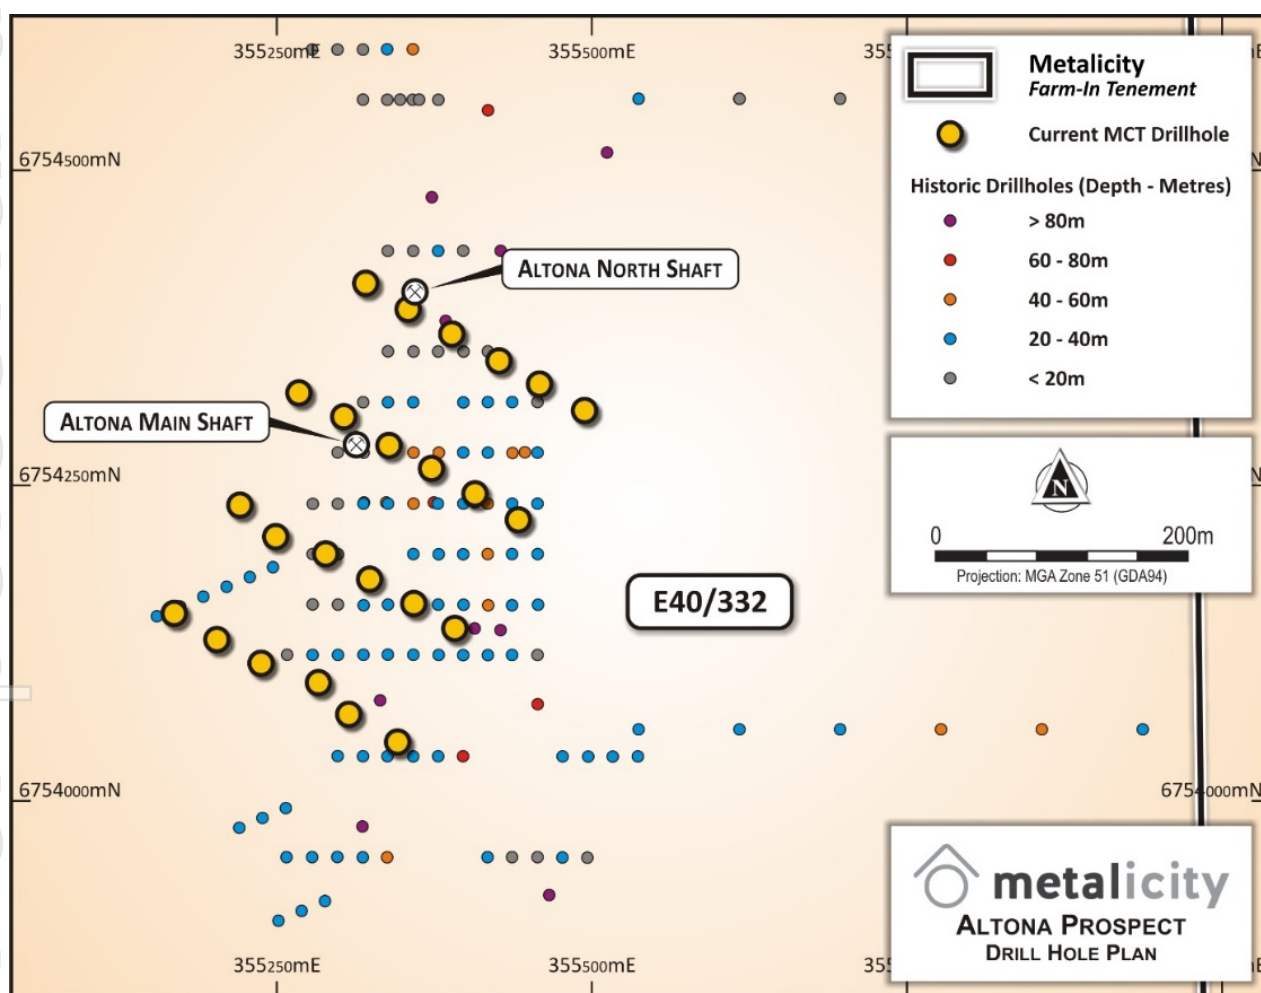 355250mE
355500mE
6754500mN
6754250mN
6754000mN
6754000mN
355250mE
355500mE
ALTONA NORTH SHAFT
ALTONA MAIN SHAFT
E40/332
Metalicity
Farm-In Tenement
Current MCT Drillhole
Historic Drillholes (Depth - Metres)
> 80m
60 - 80m
40 - 60m
20 - 40m
< 20m
N
0 200m
Projection: MGA Zone 51 (GDA94)
metalicity
ALTONA PROSPECT
DRILL HOLE PLAN